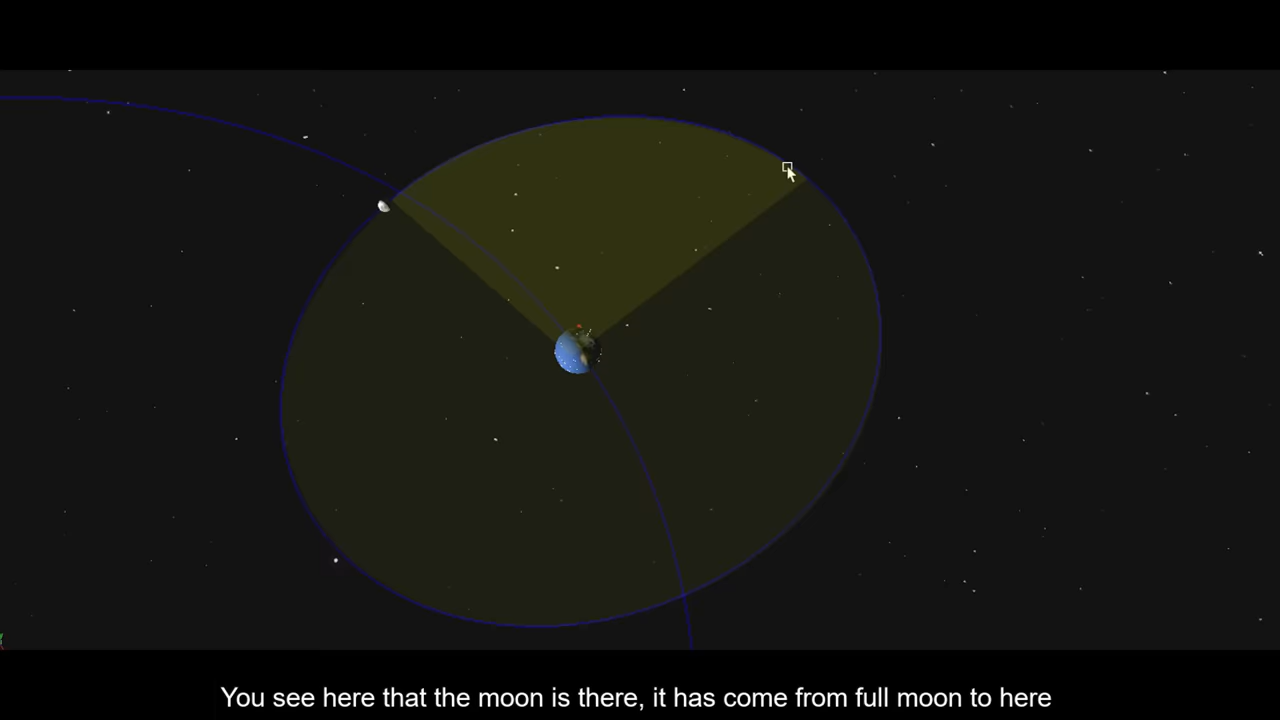 You see here that the moon is there, it has come from full moon to here